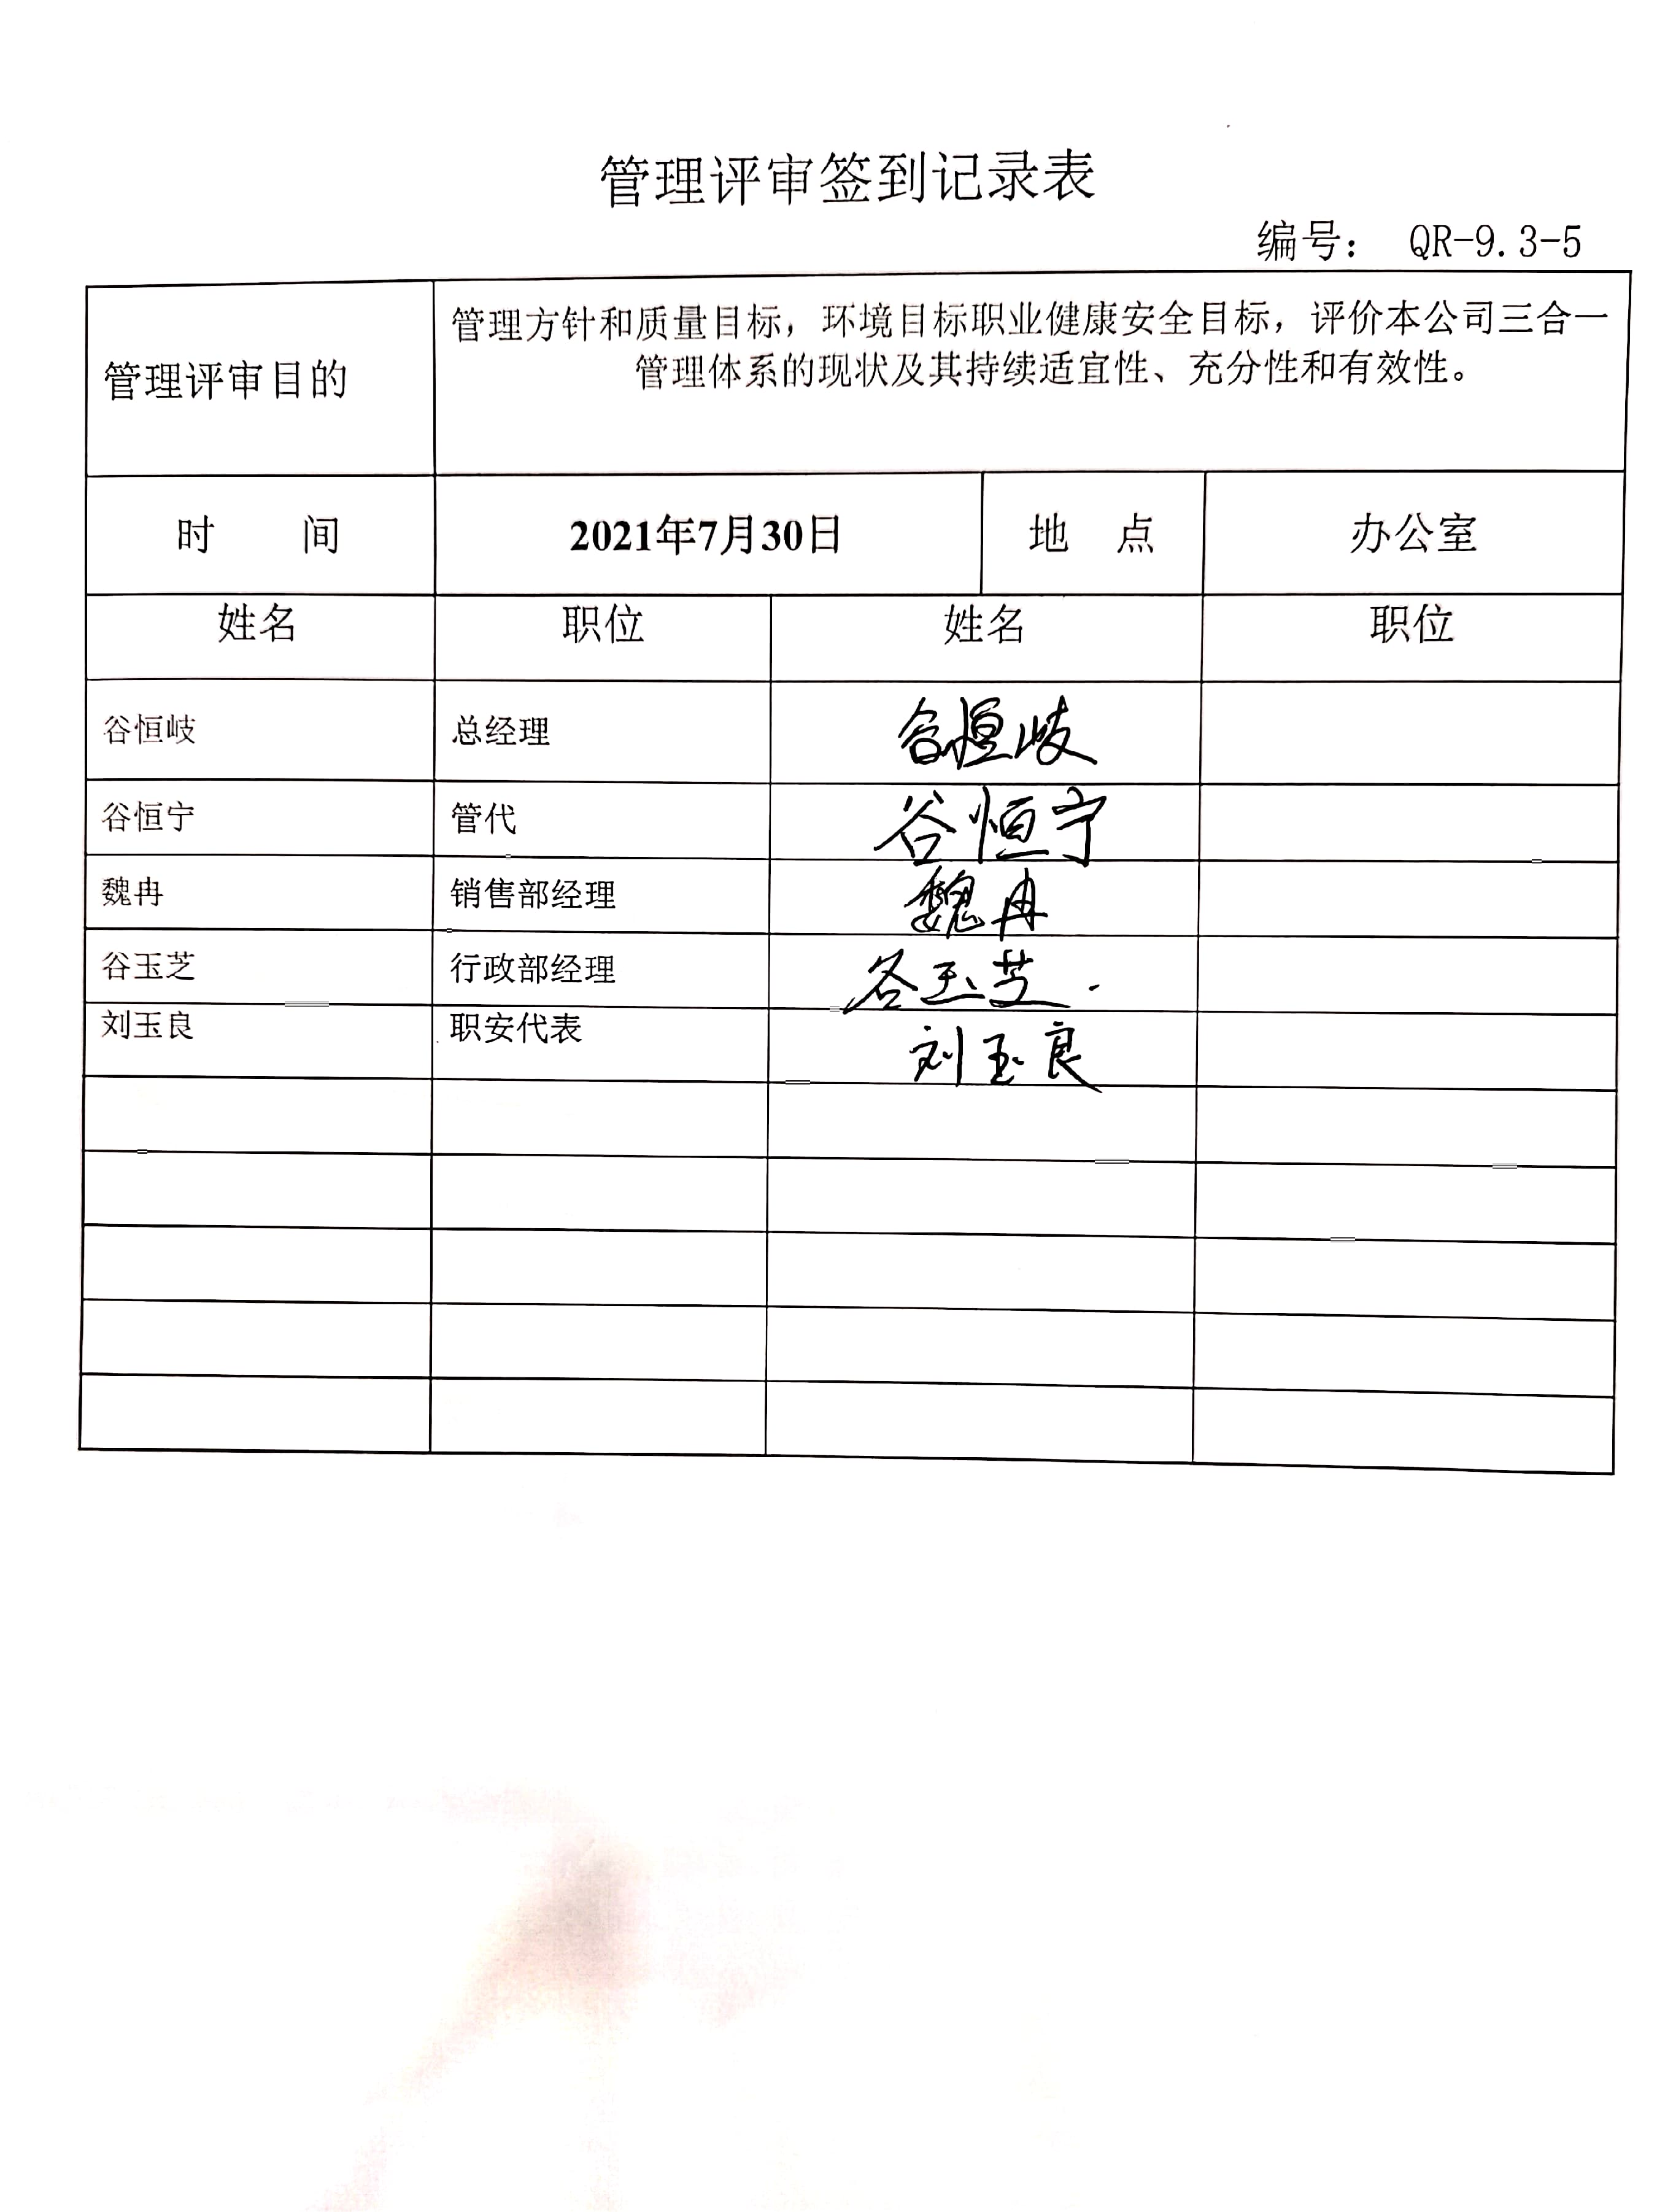 管理评审签到记录表
编号： QR-9.3-5
管理评审目的
管理方针和质量目标，环境目标职业健康安全目标，评价本公司三合一
管理体系的现状及其持续适宜性、充分性和有效性。
时 间 2021年7月30日 地 点 办公室
姓名 职位 姓名 职位
谷恒岐 总经理 谷恒岐
谷恒宁 管代 谷恒宁
魏冉 销售部经理 魏冉
谷玉芝 行政部经理 谷玉芝.
刘玉良 职安代表 刘玉良